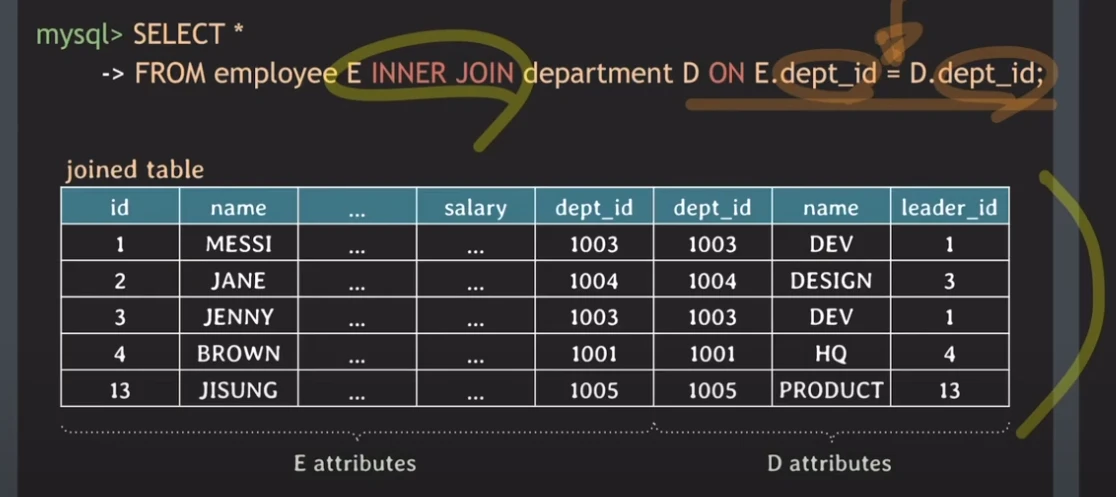 mysql> SELECT *
-> FROM employee E INNER JOIN department D ON E.dept_id = D.dept_id;
joined table
id name ... salary dept_id dept_id name leader_id
1 MESSI ... ... 1003 1003 DEV 1
2 JANE ... ... 1004 1004 DESIGN 3
3 JENNY ... ... 1003 1003 DEV 1
4 BROWN ... ... 1001 1001 HQ 4
13 JISUNG ... ... 1005 1005 PRODUCT 13
E attributes D attributes